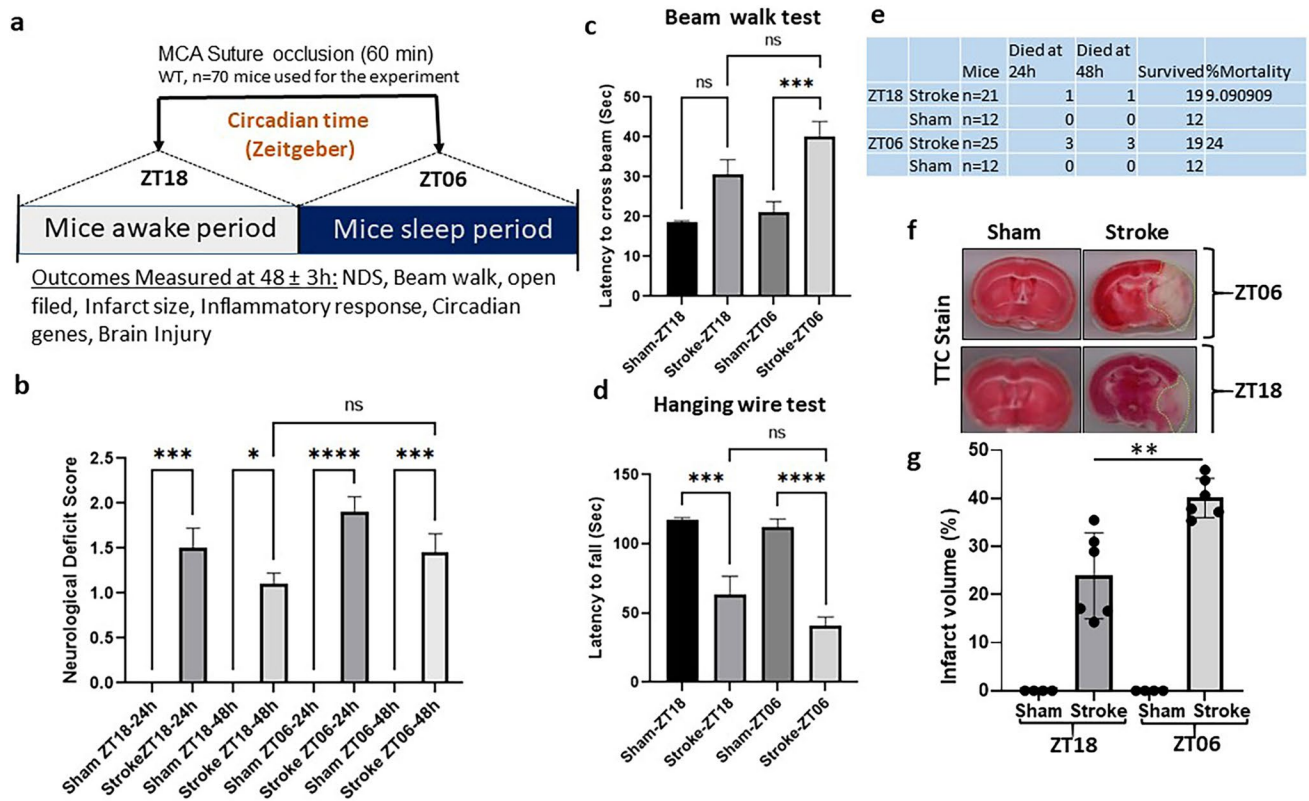 a
MCA Suture occlusion (60 min)
WT, n=70 mice used for the experiment
Circadian time
(Zeitgeber)
ZT18
ZT06
Mice awake period
Mice sleep period
Outcomes Measured at 48 ± 3h: NDS, Beam walk, open
filed, Infarct size, Inflammatory response, Circadian
genes, Brain Injury
b
ns
*** * **** ***
Neurological Deficit Score
2.5
2.0
1.5
1.0
0.5
0.0
Sham ZT18-24h
StrokeZT18-24h
Sham ZT18-48h
Stroke ZT18-48h
Sham ZT06-24h
Stroke ZT06-24h
Sham ZT06-48h
Stroke ZT06-48h
c
Beam walk test
ns
ns ***
Latency to cross beam (Sec)
50
40
30
20
10
0
Sham-ZT18
Stroke-ZT18
Sham-ZT06
Stroke-ZT06
d
Hanging wire test
ns
*** ****
Latency to fall (Sec)
150
100
50
0
Sham-ZT18
Stroke-ZT18
Sham-ZT06
Stroke-ZT06
e
Mice Died at 24h Died at 48h Survived %Mortality
ZT18 Stroke n=21 1 1 19 9.090909
Sham n=12 0 0 12
ZT06 Stroke n=25 3 3 19 24
Sham n=12 0 0 12
f
Sham Stroke
TTC Stain
ZT06
ZT18
g
**
Infarct volume (%)
50
40
30
20
10
0
Sham Stroke Sham Stroke
ZT18 ZT06